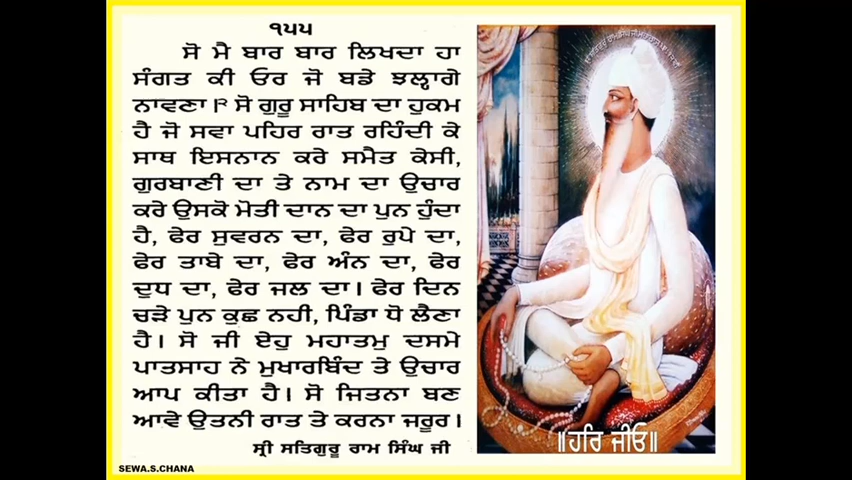 ੧੫੫
ਸੋ ਮੈ ਬਾਰ ਬਾਰ ਲਿਖਦਾ ਹਾ
ਸੰਗਤ ਕੀ ਓਰ ਜੋ ਬਡੇ ਝਲਾਂਗੇ
ਨਾਵਣਾ। ਸੋ ਗੁਰੂ ਸਾਹਿਬ ਦਾ ਹੁਕਮ
ਹੈ ਜੋ ਸਵਾ ਪਹਿਰ ਰਾਤ ਰਹਿੰਦੀ ਕੇ
ਸਾਥ ਇਸਨਾਨ ਕਰੇ ਸਮੈਤ ਕੇਸੀ,
ਗੁਰਬਾਣੀ ਦਾ ਤੇ ਨਾਮ ਦਾ ਉਚਾਰ
ਕਰੇ ਉਸਕੋ ਮੋਤੀ ਦਾਨ ਦਾ ਪੁਨ ਹੁੰਦਾ
ਹੈ, ਫੇਰ ਸੁਵਰਨ ਦਾ, ਫੇਰ ਰੁਪੇ ਦਾ,
ਫੇਰ ਤਾਬੇ ਦਾ, ਫੇਰ ਅੰਨ ਦਾ, ਫੇਰ
ਦੁਧ ਦਾ, ਫੇਰ ਜਲ ਦਾ। ਫੇਰ ਦਿਨ
ਚੜੇ ਪੁਨ ਕੁਛ ਨਹੀ, ਪਿੰਡਾ ਧੋ ਲੈਣਾ
ਹੈ। ਸੋ ਜੀ ਏਹੁ ਮਹਾਤਮੁ ਦਸਮੇ
ਪਾਤਸਾਹ ਨੇ ਮੁਖਾਰਬਿੰਦ ਤੇ ਉਚਾਰ
ਆਪ ਕੀਤਾ ਹੈ। ਸੋ ਜਿਤਨਾ ਬਣ
ਆਵੇ ਉਤਨੀ ਰਾਤ ਤੇ ਕਰਨਾ ਜਰੂਰ।
ਸ੍ਰੀ ਸਤਿਗੁਰੂ ਰਾਮ ਸਿੰਘ ਜੀ
॥ਹਰਿ ਜੀਓ॥
SEWA.S.CHANA